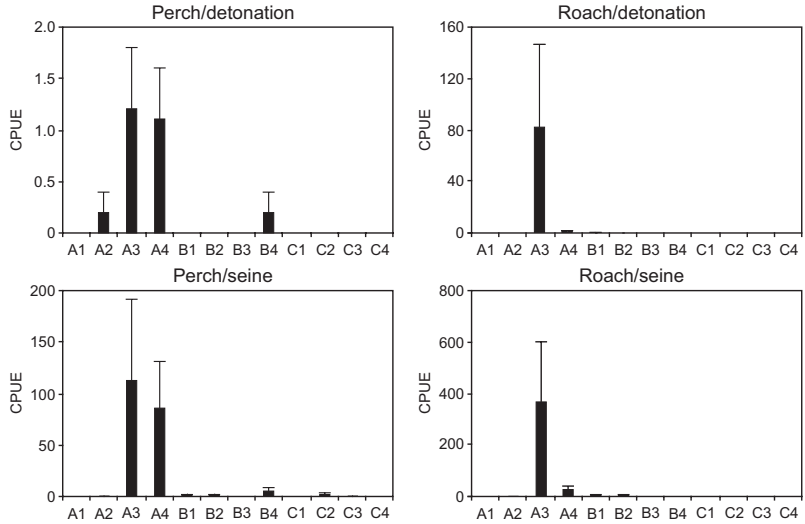 Perch/detonation
2.0
1.5
1.0
0.5
0
CPUE
A1 A2 A3 A4 B1 B2 B3 B4 C1 C2 C3 C4
Roach/detonation
160
120
80
40
0
CPUE
A1 A2 A3 A4 B1 B2 B3 B4 C1 C2 C3 C4
Perch/seine
200
150
100
50
0
CPUE
A1 A2 A3 A4 B1 B2 B3 B4 C1 C2 C3 C4
Roach/seine
800
600
400
200
0
CPUE
A1 A2 A3 A4 B1 B2 B3 B4 C1 C2 C3 C4